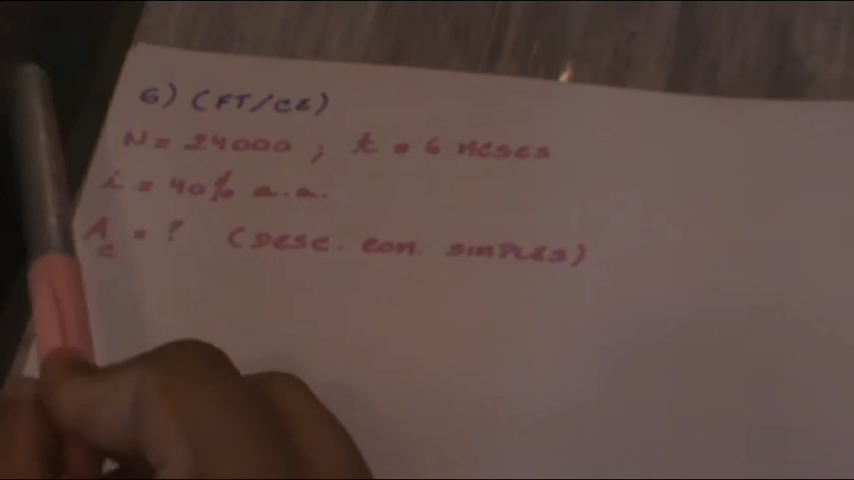 6) (FT/CE)
N = 24000 ; t = 6 MESES
i = 40% a.a.
Ac = ? (DESC. COM. SIMPLES)